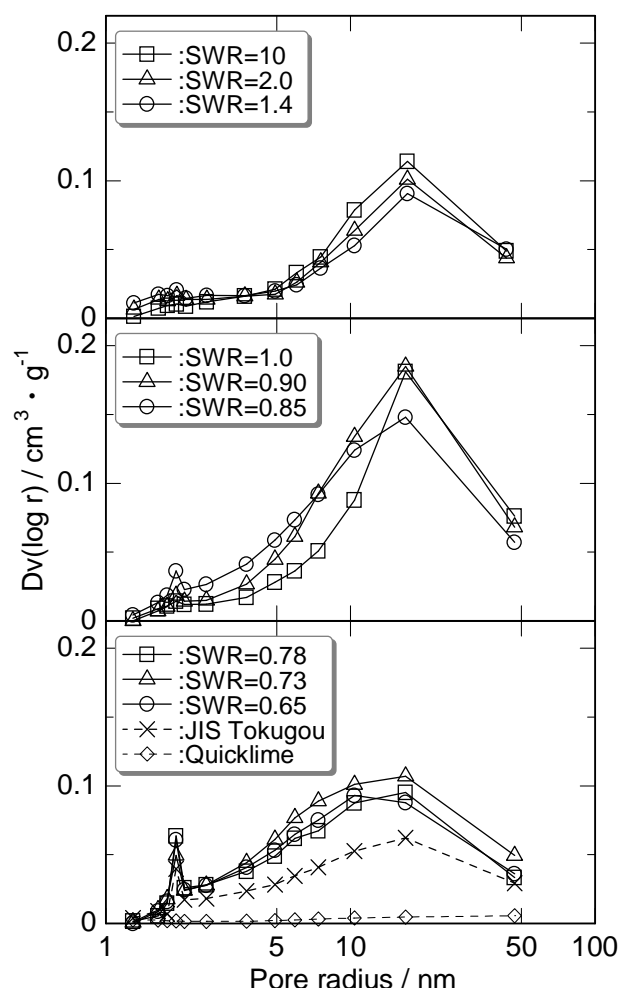 0.2
:SWR=10
:SWR=2.0
:SWR=1.4
0.1
0
0.2
:SWR=1.0
:SWR=0.90
:SWR=0.85
0.1
0
Dv(log r) / cm³・g⁻¹
0.2
:SWR=0.78
:SWR=0.73
:SWR=0.65
:JIS Tokugou
:Quicklime
0.1
0
1 5 10 50 100
Pore radius / nm